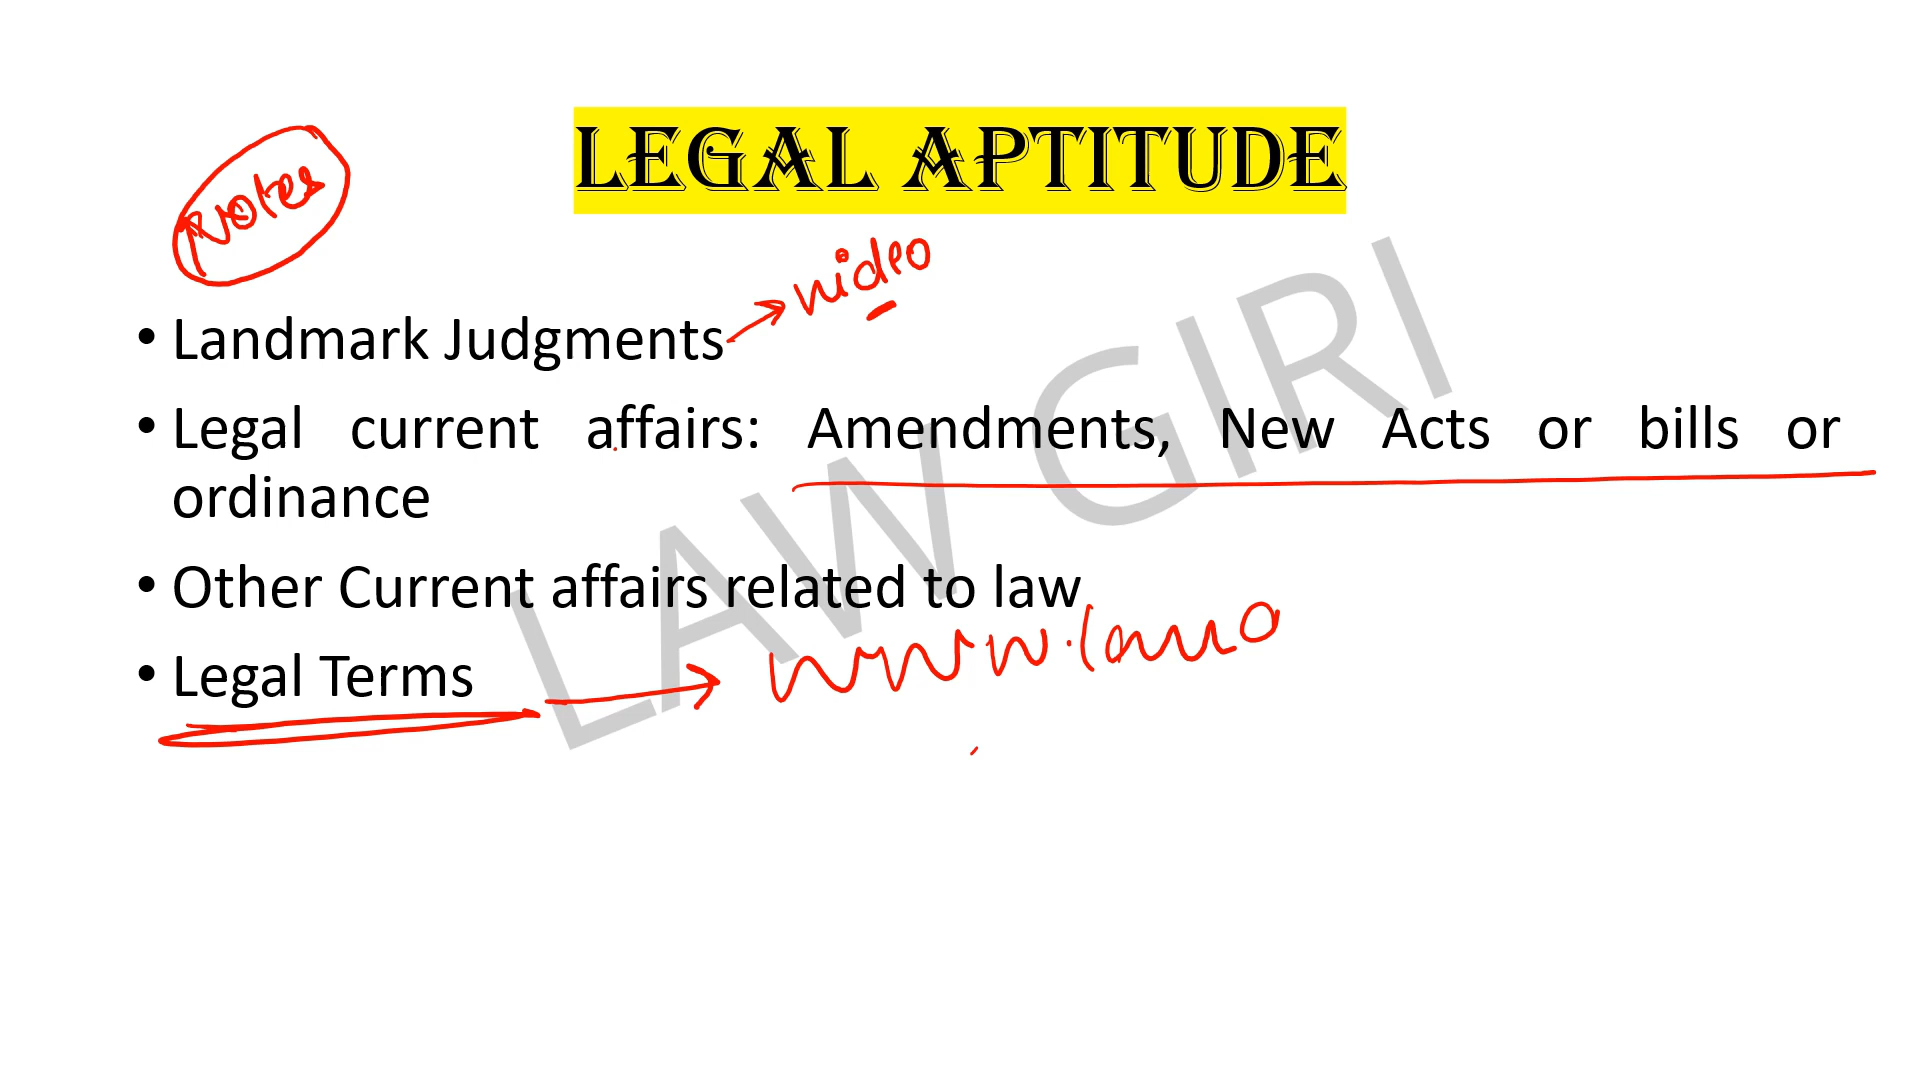 LEGAL APTITUDE
Notes
video
• Landmark Judgments
• Legal current affairs: Amendments, New Acts or bills or
ordinance
• Other Current affairs related to law
• Legal Terms
www.
LAW GIRI